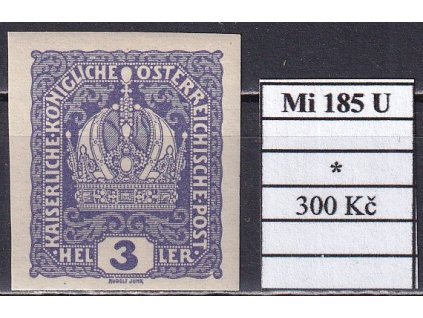 KAISERLICHE·KÖNIGLICHE ÖSTERREICHISCHE·POST
HEL 3 LER
RUDOLF JUNK
Mi 185 U
*
300 Kč